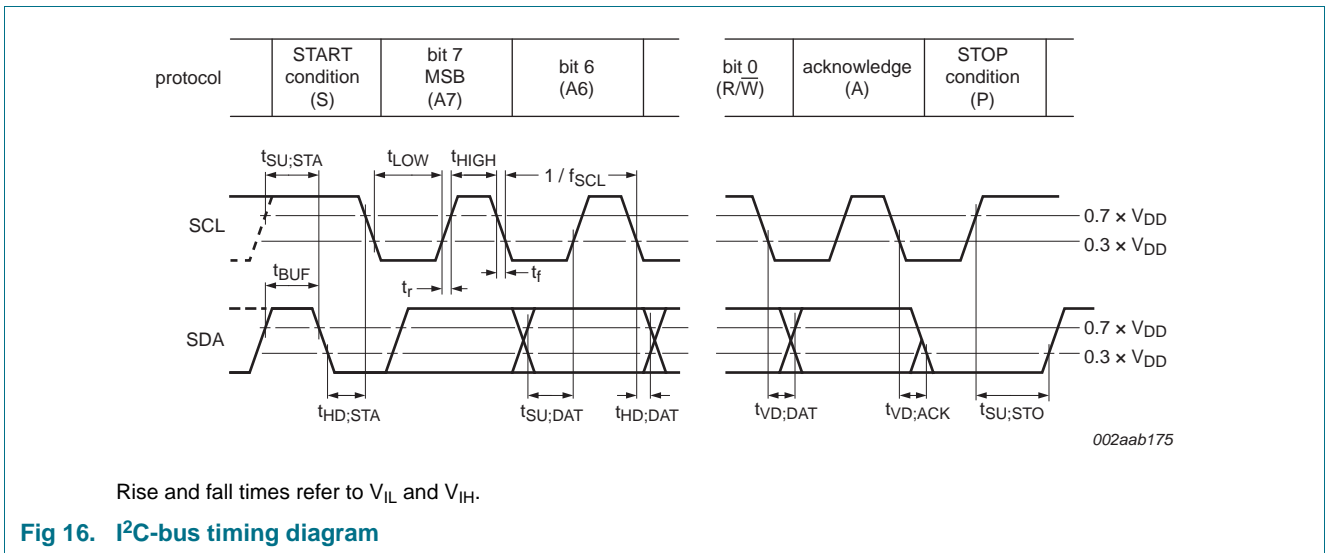 protocol
START
condition
(S)
bit 7
MSB
(A7)
bit 6
(A6)
bit 0
(R/W̅)
acknowledge
(A)
STOP
condition
(P)
tSU;STA
tLOW
tHIGH
1 / fSCL
SCL
0.7 × VDD
0.3 × VDD
tBUF
tr
tf
SDA
0.7 × VDD
0.3 × VDD
tHD;STA
tSU;DAT
tHD;DAT
tVD;DAT
tVD;ACK
tSU;STO
002aab175
Rise and fall times refer to VIL and VIH.
Fig 16. I²C-bus timing diagram